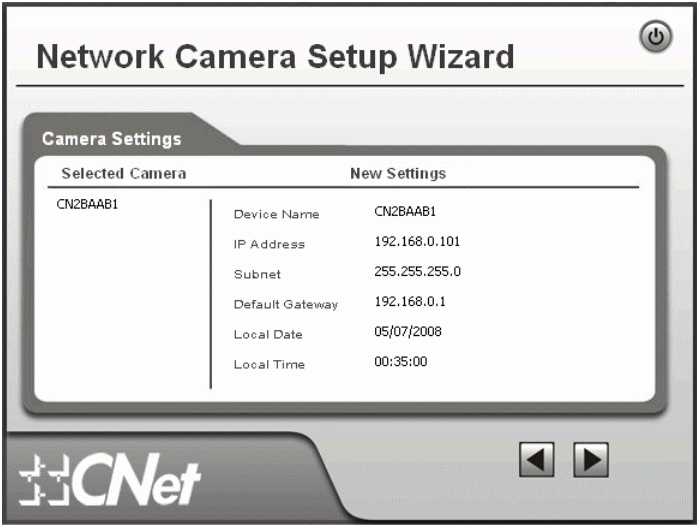 Network Camera Setup Wizard
Camera Settings
Selected Camera New Settings
CN2BAAB1
Device Name CN2BAAB1
IP Address 192.168.0.101
Subnet 255.255.255.0
Default Gateway 192.168.0.1
Local Date 05/07/2008
Local Time 00:35:00
CNet